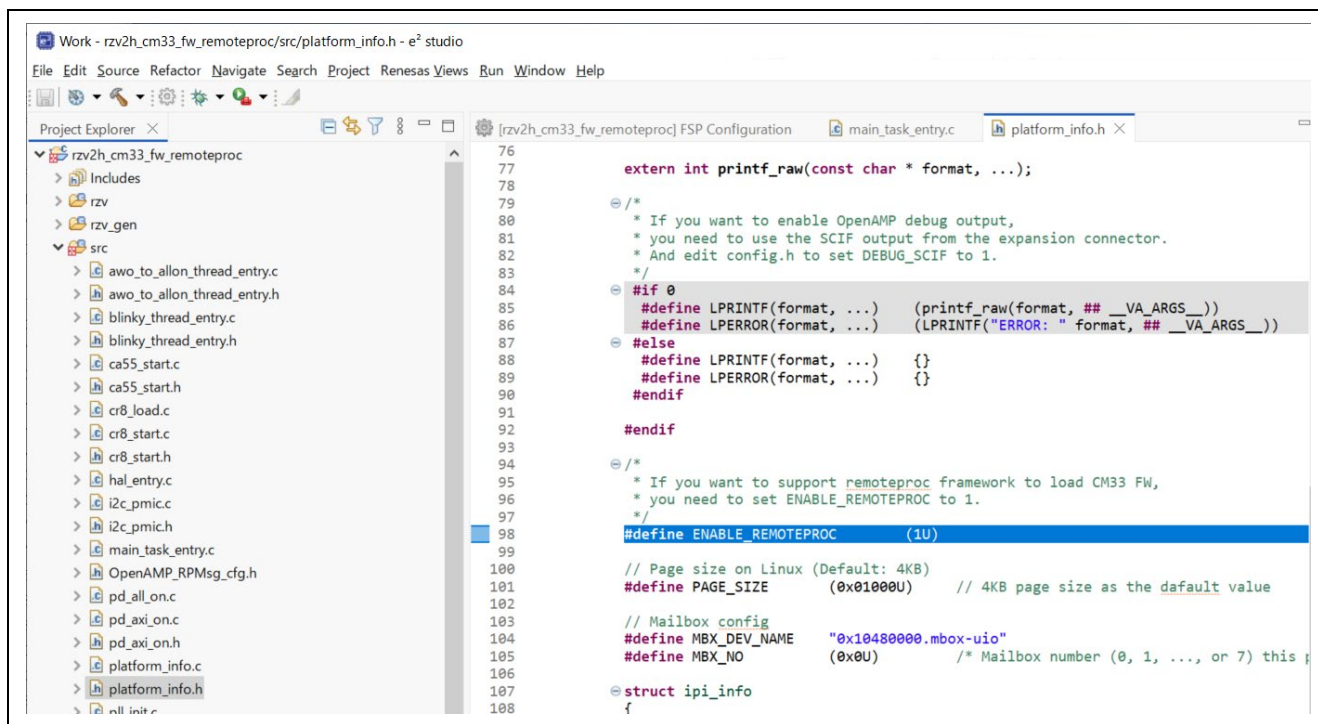 Work - rzv2h_cm33_fw_remoteproc/src/platform_info.h - e² studio
File Edit Source Refactor Navigate Search Project Renesas Views Run Window Help
Project Explorer
rzv2h_cm33_fw_remoteproc
Includes
rzv
rzv_gen
src
awo_to_allon_thread_entry.c
awo_to_allon_thread_entry.h
blinky_thread_entry.c
blinky_thread_entry.h
ca55_start.c
ca55_start.h
cr8_load.c
cr8_start.c
cr8_start.h
hal_entry.c
i2c_pmic.c
i2c_pmic.h
main_task_entry.c
OpenAMP_RPMsg_cfg.h
pd_all_on.c
pd_axi_on.c
pd_axi_on.h
platform_info.c
platform_info.h
pll_init.c
[rzv2h_cm33_fw_remoteproc] FSP Configuration main_task_entry.c platform_info.h
76
77 extern int printf_raw(const char * format, ...);
78
79 /*
80 * If you want to enable OpenAMP debug output,
81 * you need to use the SCIF output from the expansion connector.
82 * And edit config.h to set DEBUG_SCIF to 1.
83 */
84 #if 0
85 #define LPRINTF(format, ...) (printf_raw(format, ## __VA_ARGS__))
86 #define LPERROR(format, ...) (LPRINTF("ERROR: " format, ## __VA_ARGS__))
87 #else
88 #define LPRINTF(format, ...) {}
89 #define LPERROR(format, ...) {}
90 #endif
91
92 #endif
93
94 /*
95 * If you want to support remoteproc framework to load CM33 FW,
96 * you need to set ENABLE_REMOTEPROC to 1.
97 */
98 #define ENABLE_REMOTEPROC (1U)
99
100 // Page size on Linux (Default: 4KB)
101 #define PAGE_SIZE (0x01000U) // 4KB page size as the dafault value
102
103 // Mailbox config
104 #define MBX_DEV_NAME "0x10480000.mbox-uio"
105 #define MBX_NO (0x0U) /* Mailbox number (0, 1, ..., or 7) this
106
107 struct ipi_info
108 {